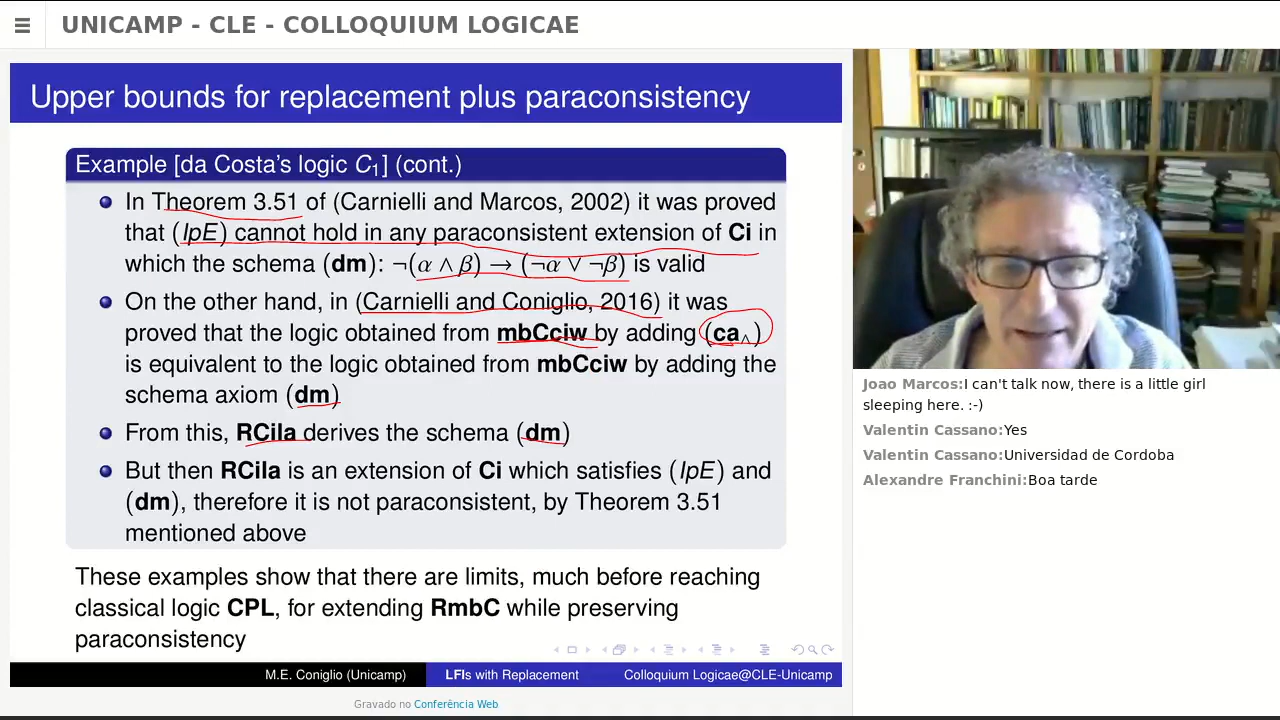 UNICAMP - CLE - COLLOQUIUM LOGICAE
Upper bounds for replacement plus paraconsistency
Example [da Costa's logic C₁] (cont.)
In Theorem 3.51 of (Carnielli and Marcos, 2002) it was proved
that (IpE) cannot hold in any paraconsistent extension of Ci in
which the schema (dm): ¬(α ∧ β) → (¬α ∨ ¬β) is valid
On the other hand, in (Carnielli and Coniglio, 2016) it was
proved that the logic obtained from mbCciw by adding (ca∧)
is equivalent to the logic obtained from mbCciw by adding the
schema axiom (dm)
From this, RCila derives the schema (dm)
But then RCila is an extension of Ci which satisfies (IpE) and
(dm), therefore it is not paraconsistent, by Theorem 3.51
mentioned above
These examples show that there are limits, much before reaching
classical logic CPL, for extending RmbC while preserving
paraconsistency
M.E. Coniglio (Unicamp) LFIs with Replacement Colloquium Logicae@CLE-Unicamp
Gravado no Conferência Web
Joao Marcos:I can't talk now, there is a little girl
sleeping here. :-)
Valentin Cassano:Yes
Valentin Cassano:Universidad de Cordoba
Alexandre Franchini:Boa tarde